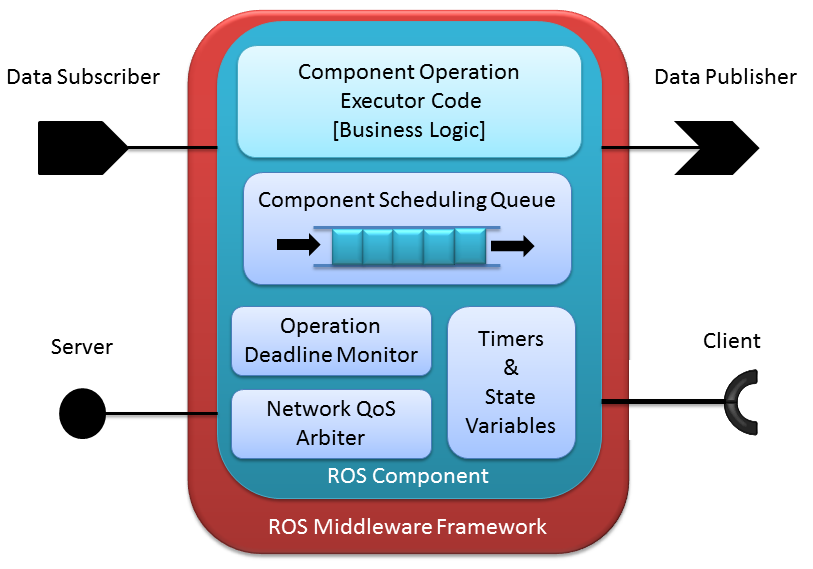 Component Operation
Executor Code
[Business Logic]
Data Subscriber
Data Publisher
Component Scheduling Queue
Operation
Deadline Monitor
Timers
&
State
Variables
Server
Client
Network QoS
Arbiter
ROS Component
ROS Middleware Framework